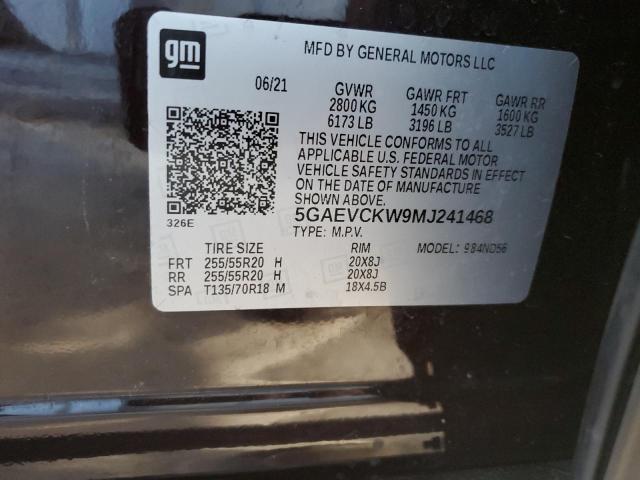 gm
MFD BY GENERAL MOTORS LLC
06/21 GVWR GAWR FRT GAWR RR
2800 KG 1450 KG 1600 KG
6173 LB 3196 LB 3527 LB
THIS VEHICLE CONFORMS TO ALL
APPLICABLE U.S. FEDERAL MOTOR
VEHICLE SAFETY STANDARDS IN EFFECT
ON THE DATE OF MANUFACTURE
SHOWN ABOVE.
326E 5GAEVCKW9MJ241468
TYPE: M.P.V. MODEL: 984ND56
TIRE SIZE RIM
FRT 255/55R20 H 20X8J
RR 255/55R20 H 20X8J
SPA T135/70R18 M 18X4.5B